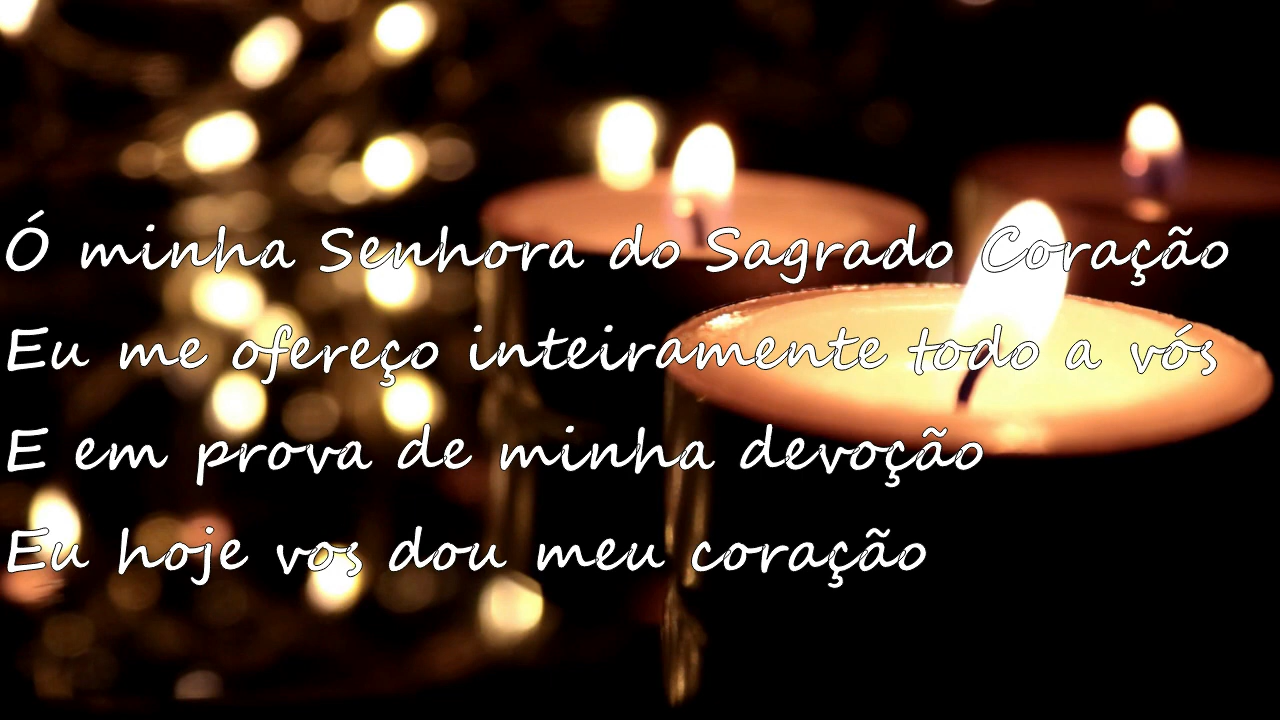 Ó minha Senhora do Sagrado Coração
Eu me ofereço inteiramente todo a vós
E em prova de minha devoção
Eu hoje vos dou meu coração